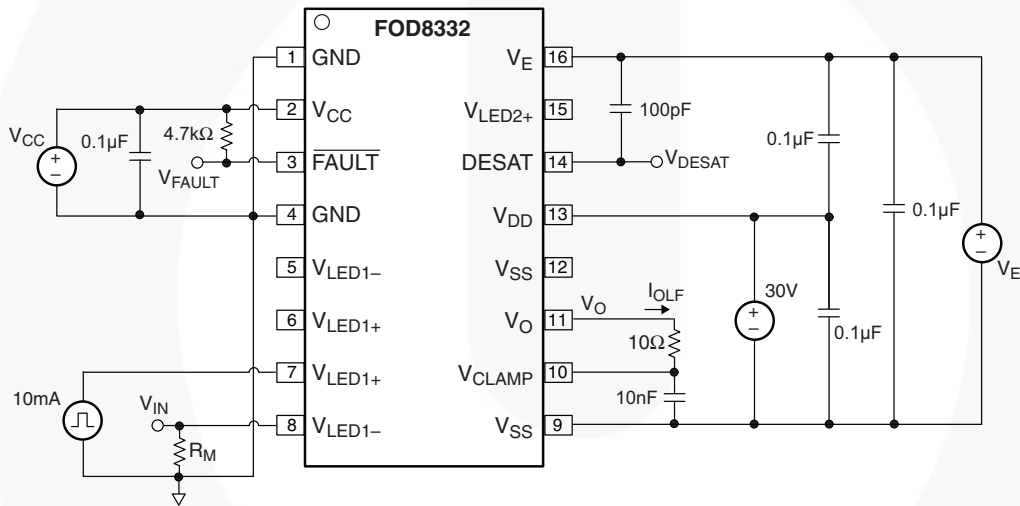 FOD8332
1 GND
2 VCC
3 FAULT
4 GND
5 VLED1–
6 VLED1+
7 VLED1+
8 VLED1–
VE 16
VLED2+ 15
DESAT 14
VDD 13
VSS 12
VO 11
VCLAMP 10
VSS 9
VCC
+
–
0.1µF
4.7kΩ
VFAULT
10mA
VIN
RM
100pF
VDESAT
0.1µF
0.1µF
+
–
VE
30V
+
–
0.1µF
VO
IOLF
10Ω
10nF